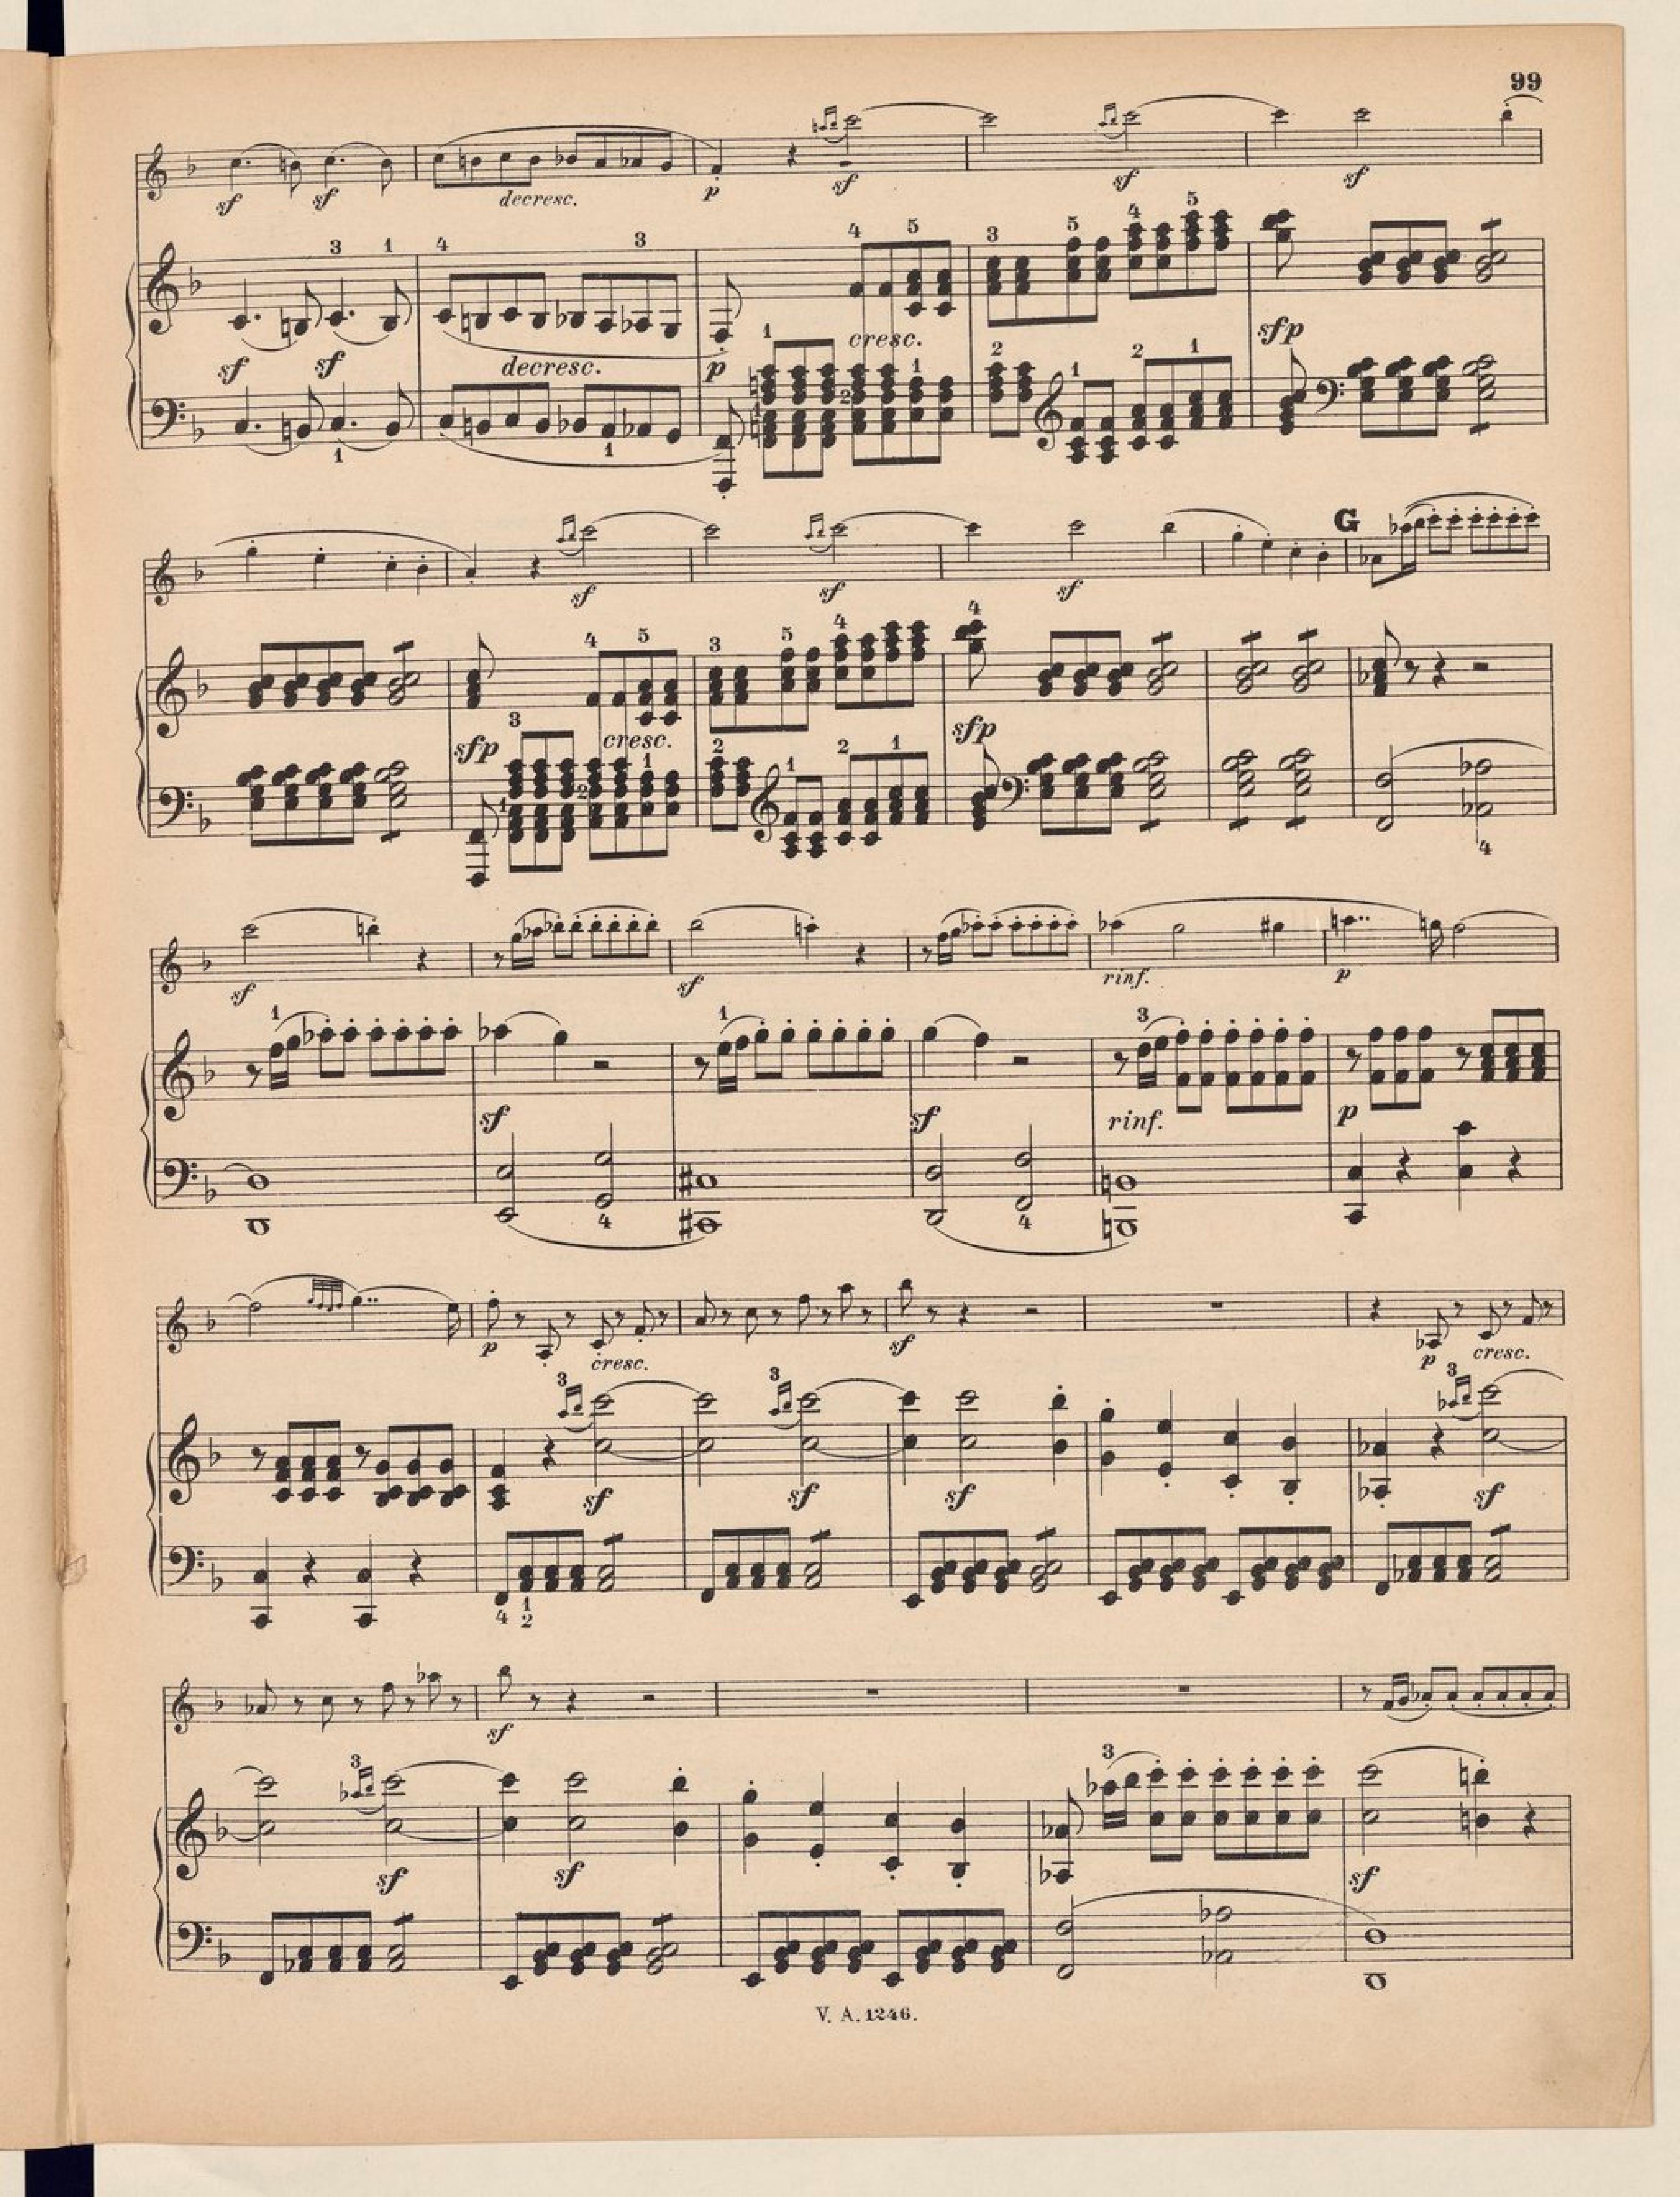 99
sf sf decresc. p sf sf sf
3 1 4 3 4 5 3 5 4 5
sf sf decresc. p cresc. sfp
1 2 1 2 1 2 1
1 1
sf sf sf G
4 5 3 5 4 4
sfp cresc. sfp
3 1 2 1 2 1 2 1
4
sf sf rinf. p
1 1 3
sf sf rinf. p
4 4
p cresc. sf p cresc.
3 3 3
sf sf sf sf
4 1 2
sf
3 3
sf sf sf
V. A. 1246.